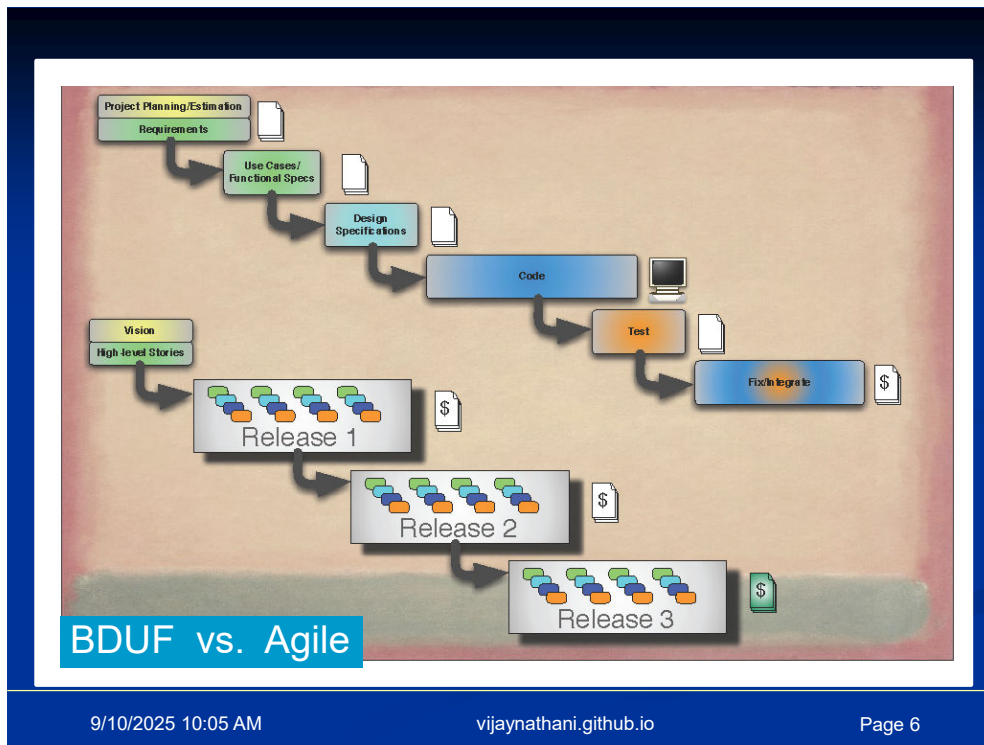 Project Planning/Estimation
Requirements
Use Cases/
Functional Specs
Design
Specifications
Code
Test
Fix/Integrate
$
Vision
High-level Stories
Release 1
$
Release 2
$
Release 3
$
BDUF vs. Agile
9/10/2025 10:05 AM
vijaynathani.github.io
Page 6